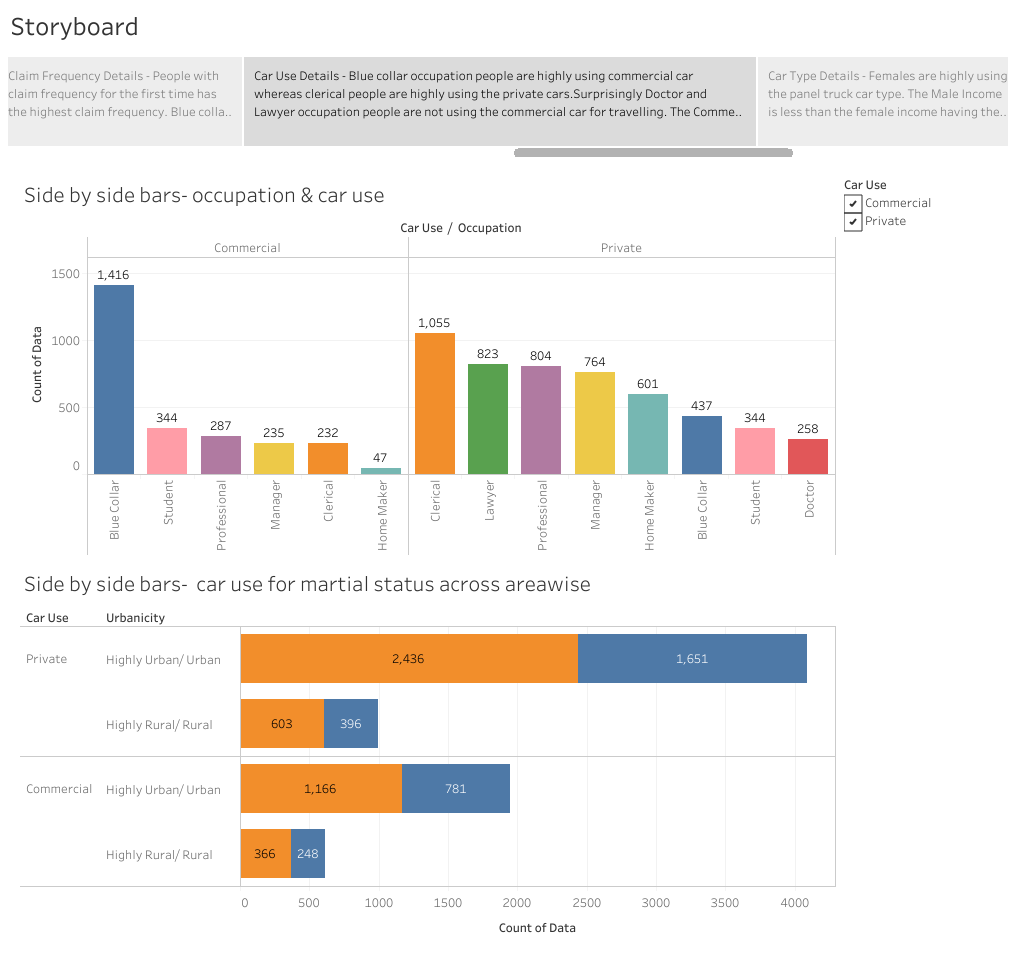 Storyboard
Claim Frequency Details - People with
claim frequency for the first time has
the highest claim frequency. Blue colla..
Car Use Details - Blue collar occupation people are highly using commercial car
whereas clerical people are highly using the private cars.Surprisingly Doctor and
Lawyer occupation people are not using the commercial car for travelling. The Comme..
Car Type Details - Females are highly using
the panel truck car type. The Male Income
is less than the female income having the..
Side by side bars- occupation & car use
Car Use
Commercial
Private
Car Use / Occupation
Commercial
Private
Count of Data
1500
1000
500
0
1,416
344
287
235
232
47
1,055
823
804
764
601
437
344
258
Blue Collar
Student
Professional
Manager
Clerical
Home Maker
Clerical
Lawyer
Professional
Manager
Home Maker
Blue Collar
Student
Doctor
Side by side bars-  car use for martial status across areawise
Car Use
Urbanicity
Private
Highly Urban/ Urban
2,436
1,651
Highly Rural/ Rural
603
396
Commercial
Highly Urban/ Urban
1,166
781
Highly Rural/ Rural
366
248
0
500
1000
1500
2000
2500
3000
3500
4000
Count of Data